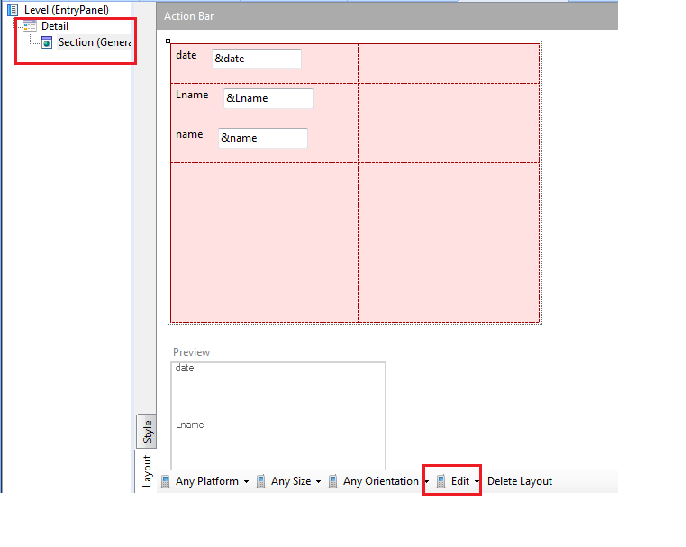 Level (EntryPanel)
Detail
Section (Genera
Action Bar
date &date
Lname &Lname
name &name
Preview
date
Lname
Style
Layout
Any Platform Any Size Any Orientation Edit Delete Layout